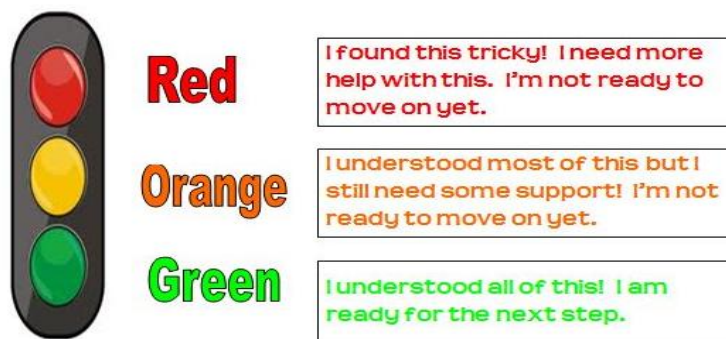 Red
I found this tricky! I need more
help with this. I'm not ready to
move on yet.
Orange
I understood most of this but I
still need some support! I'm not
ready to move on yet.
Green
I understood all of this! I am
ready for the next step.